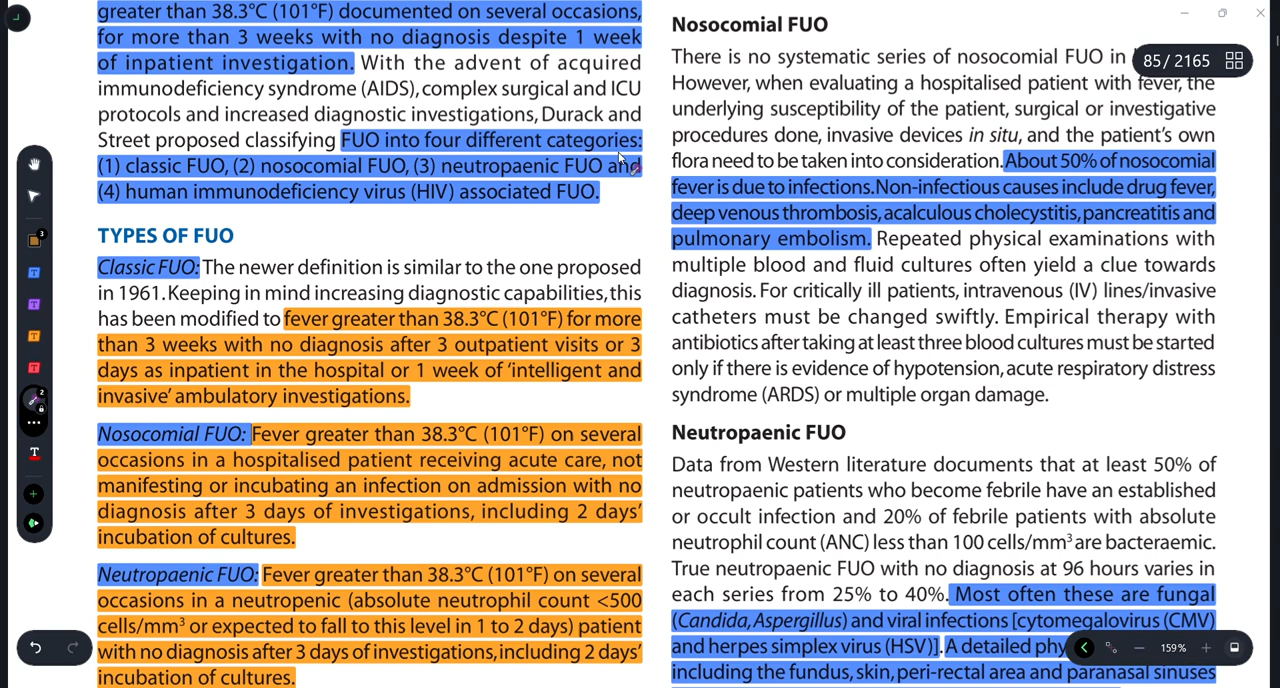 greater than 38.3°C (101°F) documented on several occasions,
for more than 3 weeks with no diagnosis despite 1 week
of inpatient investigation. With the advent of acquired
immunodeficiency syndrome (AIDS), complex surgical and ICU
protocols and increased diagnostic investigations, Durack and
Street proposed classifying FUO into four different categories:
(1) classic FUO, (2) nosocomial FUO, (3) neutropaenic FUO and
(4) human immunodeficiency virus (HIV) associated FUO.
TYPES OF FUO
Classic FUO: The newer definition is similar to the one proposed
in 1961. Keeping in mind increasing diagnostic capabilities, this
has been modified to fever greater than 38.3°C (101°F) for more
than 3 weeks with no diagnosis after 3 outpatient visits or 3
days as inpatient in the hospital or 1 week of ‘intelligent and
invasive’ ambulatory investigations.
Nosocomial FUO: Fever greater than 38.3°C (101°F) on several
occasions in a hospitalised patient receiving acute care, not
manifesting or incubating an infection on admission with no
diagnosis after 3 days of investigations, including 2 days’
incubation of cultures.
Neutropaenic FUO: Fever greater than 38.3°C (101°F) on several
occasions in a neutropenic (absolute neutrophil count <500
cells/mm³ or expected to fall to this level in 1 to 2 days) patient
with no diagnosis after 3 days of investigations, including 2 days’
incubation of cultures.
Nosocomial FUO
There is no systematic series of nosocomial FUO in
However, when evaluating a hospitalised patient with fever, the
underlying susceptibility of the patient, surgical or investigative
procedures done, invasive devices in situ, and the patient’s own
flora need to be taken into consideration. About 50% of nosocomial
fever is due to infections. Non-infectious causes include drug fever,
deep venous thrombosis, acalculous cholecystitis, pancreatitis and
pulmonary embolism. Repeated physical examinations with
multiple blood and fluid cultures often yield a clue towards
diagnosis. For critically ill patients, intravenous (IV) lines/invasive
catheters must be changed swiftly. Empirical therapy with
antibiotics after taking at least three blood cultures must be started
only if there is evidence of hypotension, acute respiratory distress
syndrome (ARDS) or multiple organ damage.
Neutropaenic FUO
Data from Western literature documents that at least 50% of
neutropaenic patients who become febrile have an established
or occult infection and 20% of febrile patients with absolute
neutrophil count (ANC) less than 100 cells/mm³ are bacteraemic.
True neutropaenic FUO with no diagnosis at 96 hours varies in
each series from 25% to 40%. Most often these are fungal
(Candida, Aspergillus) and viral infections [cytomegalovirus (CMV)
and herpes simplex virus (HSV)]. A detailed
including the fundus, skin, peri-rectal area and paranasal sinuses
85 / 2165
159%